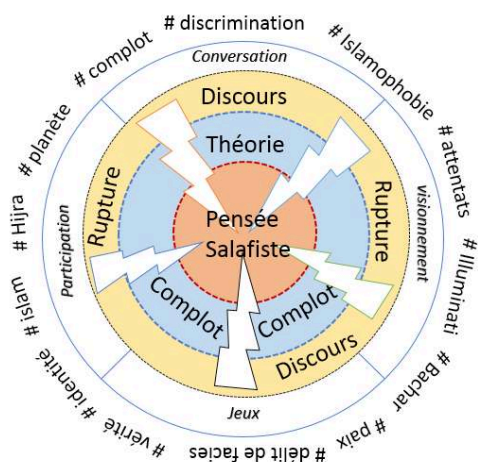 # discrimination
# Islamophobie
# attentats
# Illuminati
# Bachar
# paix
# délit de facies
# vérité
# identité
# islam
# Hijra
# planète
# complot
Conversation
visionnement
Jeux
Participation
Discours
Rupture
Discours
Rupture
Théorie
Complot
Complot
Pensée
Salafiste